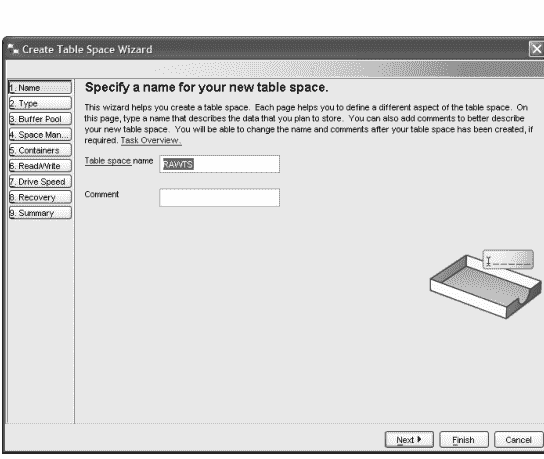 Create Table Space Wizard
1. Name
2. Type
3. Buffer Pool
4. Space Man...
5. Containers
6. Read/Write
7. Drive Speed
8. Recovery
9. Summary
Specify a name for your new table space.
This wizard helps you create a table space. Each page helps you to define a different aspect of the table space. On
this page, type a name that describes the data that you plan to store. You can also add comments to better describe
your new table space. You will be able to change the name and comments after your table space has been created, if
required. Task Overview.
Table space name RAWTS
Comment
Next
Finish
Cancel